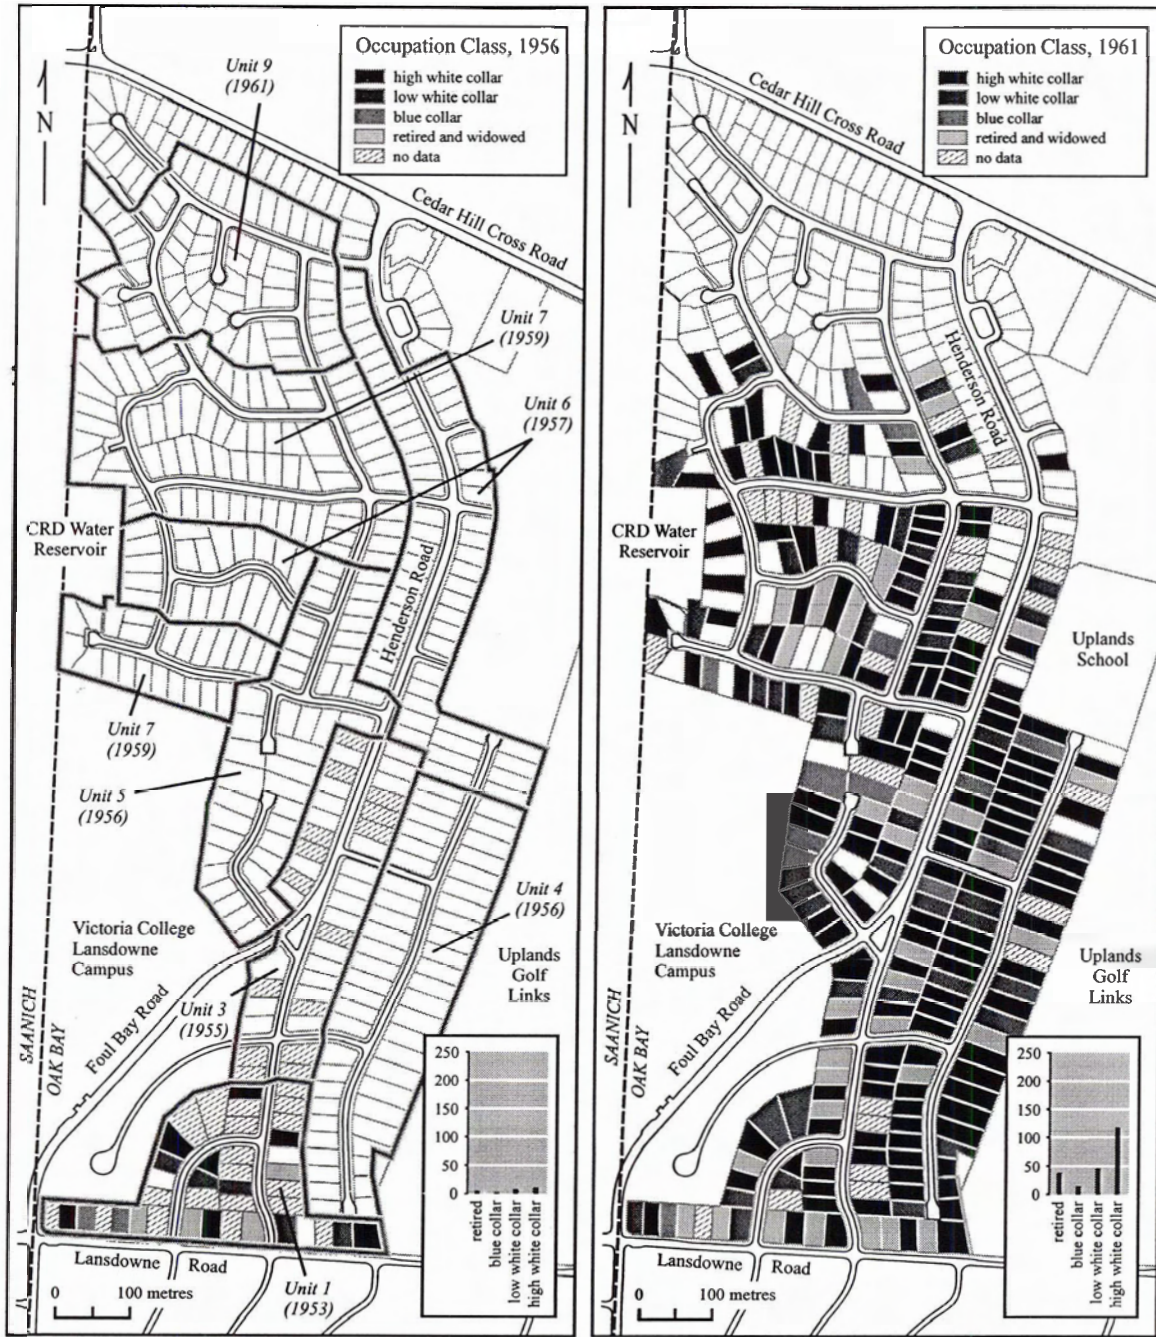 Occupation Class, 1956
high white collar
low white collar
blue collar
retired and widowed
no data
Unit 9
(1961)
N
Cedar Hill Cross Road
Unit 7
(1959)
Unit 6
(1957)
CRD Water
Reservoir
Henderson Road
Unit 7
(1959)
Unit 5
(1956)
Unit 4
(1956)
Victoria College
Lansdowne
Campus
Uplands
Golf
Links
Unit 3
(1955)
Foul Bay Road
SAANICH
OAK BAY
250
200
150
100
50
0
retired
blue collar
low white collar
high white collar
Lansdowne Road
Unit 1
(1953)
0 100 metres
Occupation Class, 1961
high white collar
low white collar
blue collar
retired and widowed
no data
N
Cedar Hill Cross Road
Henderson Road
CRD Water
Reservoir
Uplands
School
Victoria College
Lansdowne
Campus
Uplands
Golf
Links
Foul Bay Road
SAANICH
OAK BAY
250
200
150
100
50
0
retired
blue collar
low white collar
high white collar
Lansdowne Road
0 100 metres